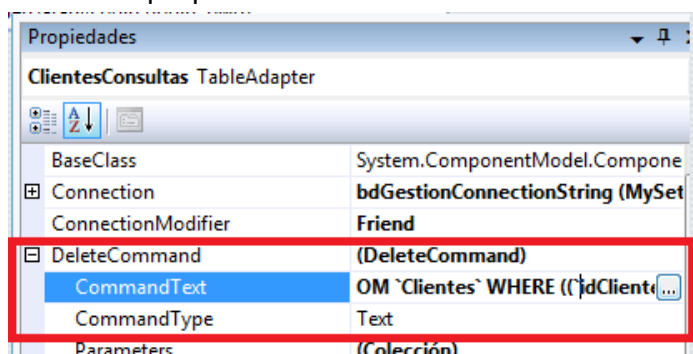 Propiedades
ClientesConsultas TableAdapter
BaseClass System.ComponentModel.Compone
Connection bdGestionConnectionString (MySet
ConnectionModifier Friend
DeleteCommand (DeleteCommand)
CommandText OM `Clientes` WHERE ((`idCliente ...
CommandType Text
Parameters (Colección)